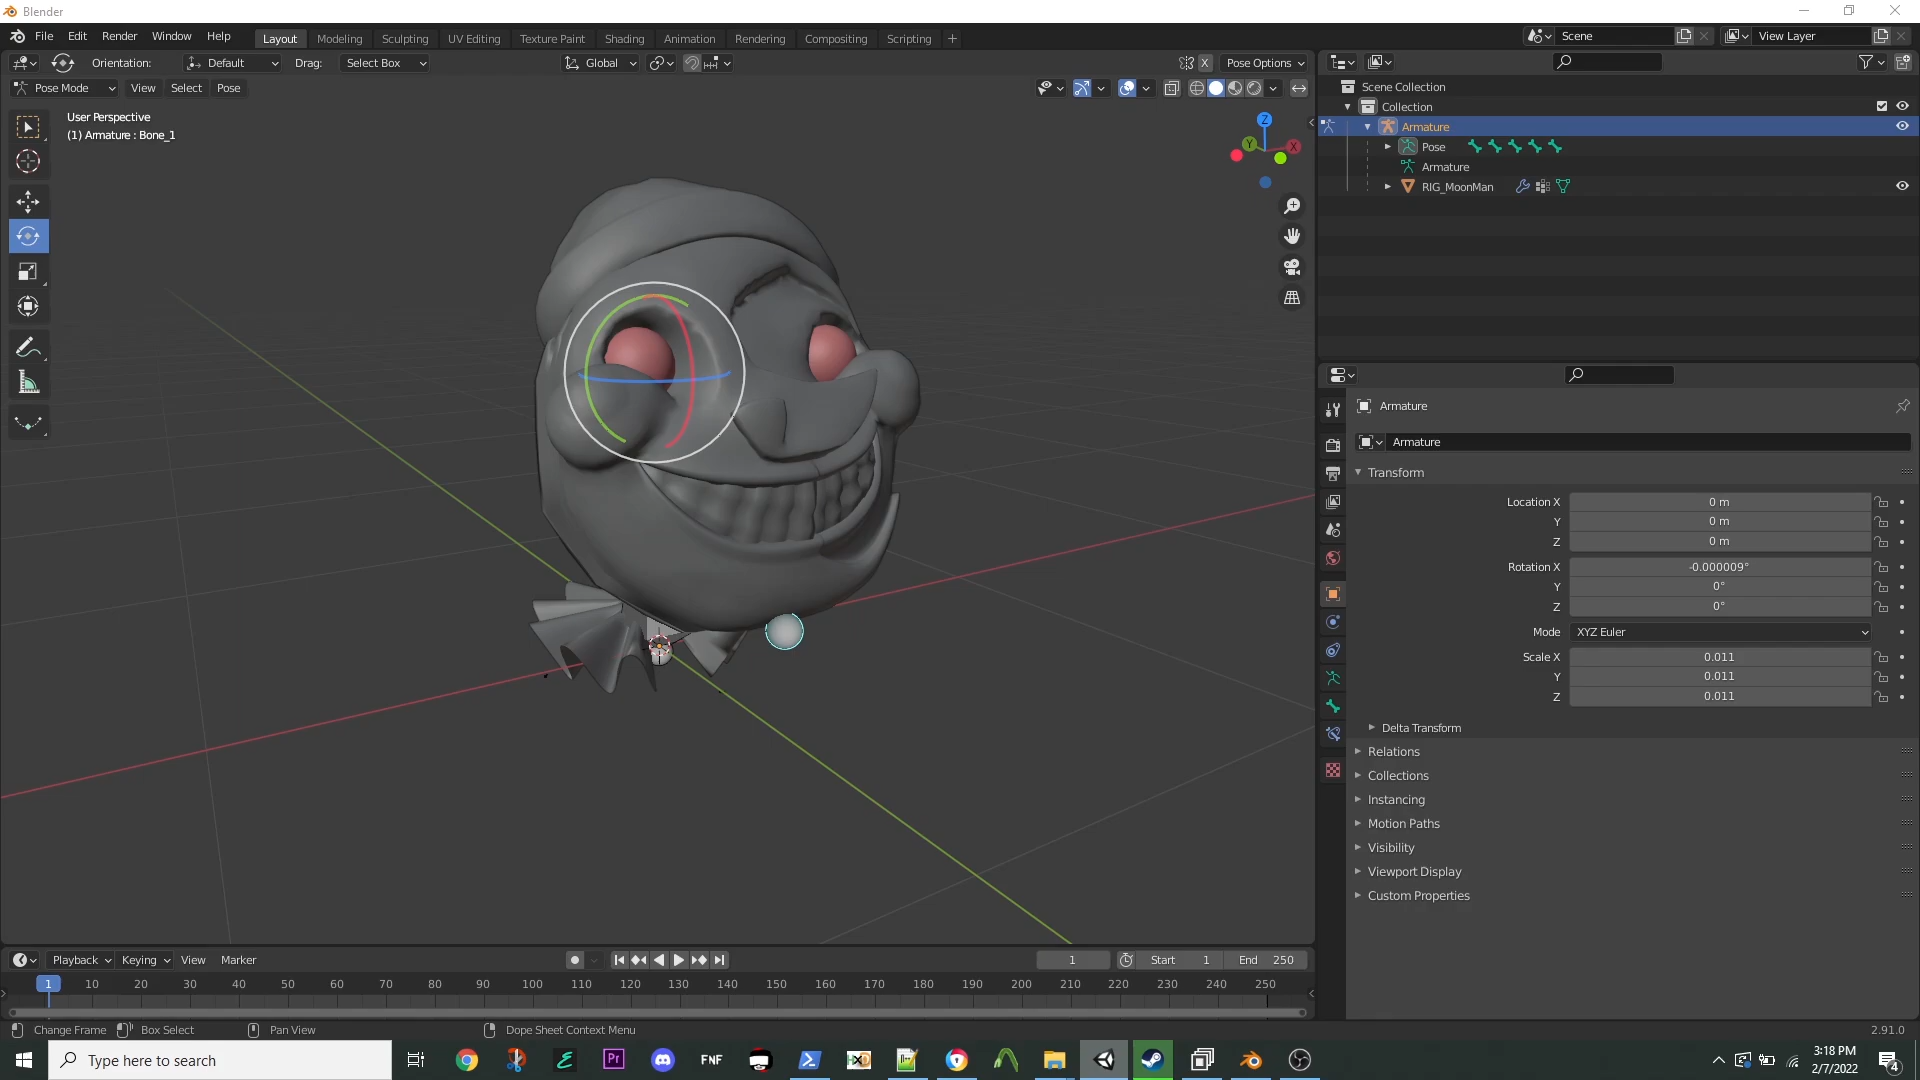 Blender
File Edit Render Window Help
Layout Modeling Sculpting UV Editing Texture Paint Shading Animation Rendering Compositing Scripting
Scene
View Layer
Orientation: Default Drag: Select Box
Global
X Pose Options
Pose Mode View Select Pose
User Perspective
(1) Armature : Bone_1
Z
Y
X
Scene Collection
Collection
Armature
Pose
Armature
RIG_MoonMan
Armature
Armature
Transform
Location X 0 m
Y 0 m
Z 0 m
Rotation X -0.000009°
Y 0°
Z 0°
Mode XYZ Euler
Scale X 0.011
Y 0.011
Z 0.011
Delta Transform
Relations
Collections
Instancing
Motion Paths
Visibility
Viewport Display
Custom Properties
Playback Keying View Marker
1 Start 1 End 250
1 10 20 30 40 50 60 70 80 90 100 110 120 130 140 150 160 170 180 190 200 210 220 230 240 250
Change Frame Box Select Pan View Dope Sheet Context Menu
2.91.0
Type here to search
Pr
FNF
3:18 PM
2/7/2022
4